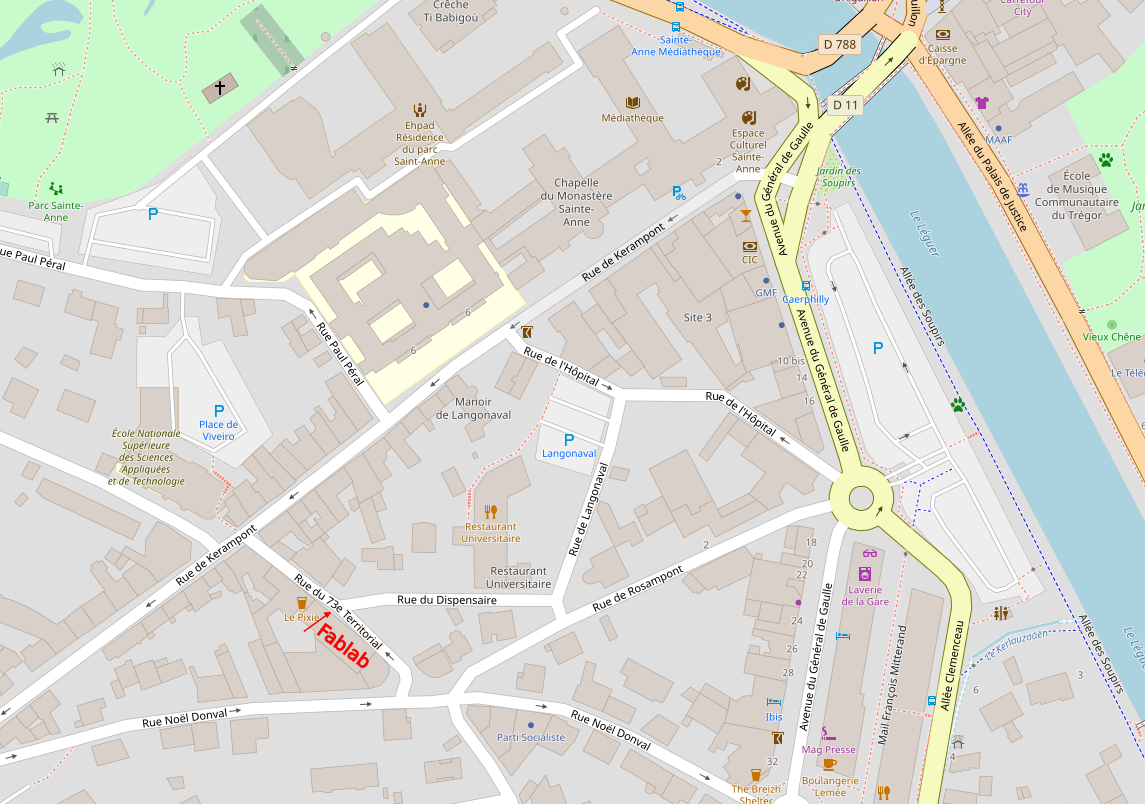 Crèche
Ti Babigoù
Sainte-
Anne Médiathèque
D 788
Caisse
d'Épargne
Carrefour
City
D 11
Ehpad
Résidence
du parc
Saint-Anne
Médiathèque
Espace
Culturel
Sainte-
Anne
2
Avenue du Général de Gaulle
Allée du Palais de Justice
MAAF
École
de Musique
Communautaire
du Trégor
Jardin des
Soupirs
Parc Sainte-
Anne
P
P
Chapelle
du Monastère
Sainte-
Anne
Rue de Kerampont
CIC
Avenue du Général de Gaulle
Le Léguer
Allée des Soupirs
ue Paul Péral
GMF
Caerphilly
6
Site 3
Rue Paul Péral
6
Rue de l'Hôpital
10 bis
14
16
Avenue du Général de Gaulle
P
Vieux Chêne
Le Télé
Manoir
de Langonaval
Rue de l'Hôpital
P
Place de
Viveiro
P
Langonaval
École Nationale
Supérieure
des Sciences
Appliquées
et de Technologie
Rue de Langonaval
Restaurant
Universitaire
Restaurant
Universitaire
Rue de Kerampont
2
Rue de Rosampont
18
20
22
24
26
28
32
Laverie
de la Gare
Rue du 73e Territorial
Rue du Dispensaire
Le Pixie
Fablab
Avenue du Général de Gaulle
Mail François Mitterand
Allée Clemenceau
Le Kerlouzoüen
Allée des Soupirs
Le Lég
6
3
4
Rue Noël Donval
Rue Noël Donval
Parti Socialiste
Ibis
Mag Presse
The Breizh
Shelter
Boulangerie
Lemée